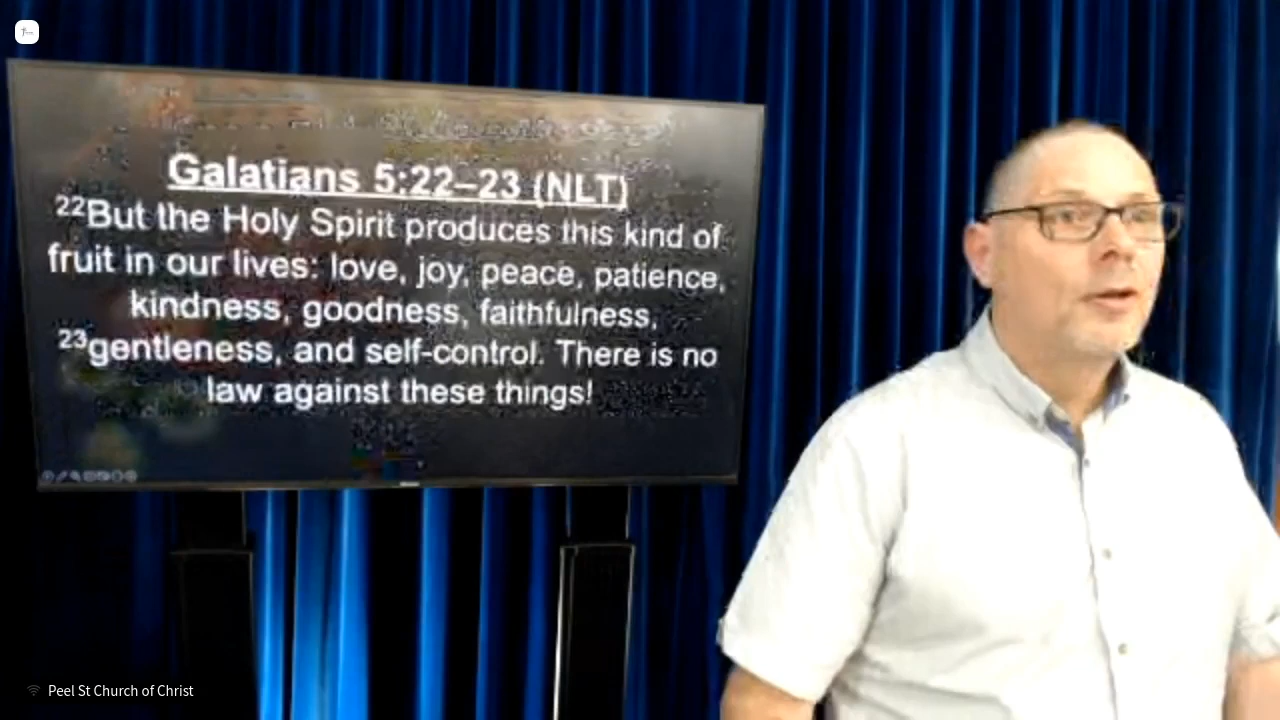 Galatians 5:22–23 (NLT)
22But the Holy Spirit produces this kind of
fruit in our lives: love, joy, peace, patience,
kindness, goodness, faithfulness,
23gentleness, and self-control. There is no
law against these things!
Peel St Church of Christ